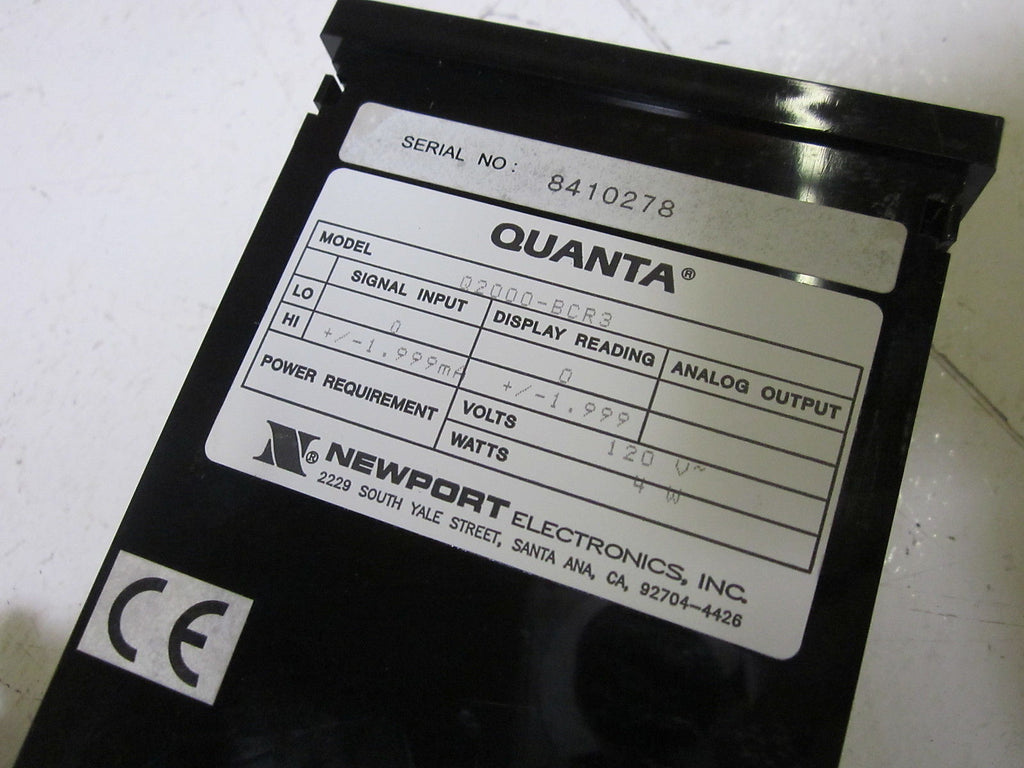 SERIAL NO: 8410278
QUANTA®
MODEL Q2000-BCR3
SIGNAL INPUT DISPLAY READING ANALOG OUTPUT
LO 0 0
HI +/-1.999mA +/-1.999
POWER REQUIREMENT VOLTS 120 V~
WATTS 4 W
N® NEWPORT ELECTRONICS, INC.
2229 SOUTH YALE STREET, SANTA ANA, CA, 92704-4426
CE